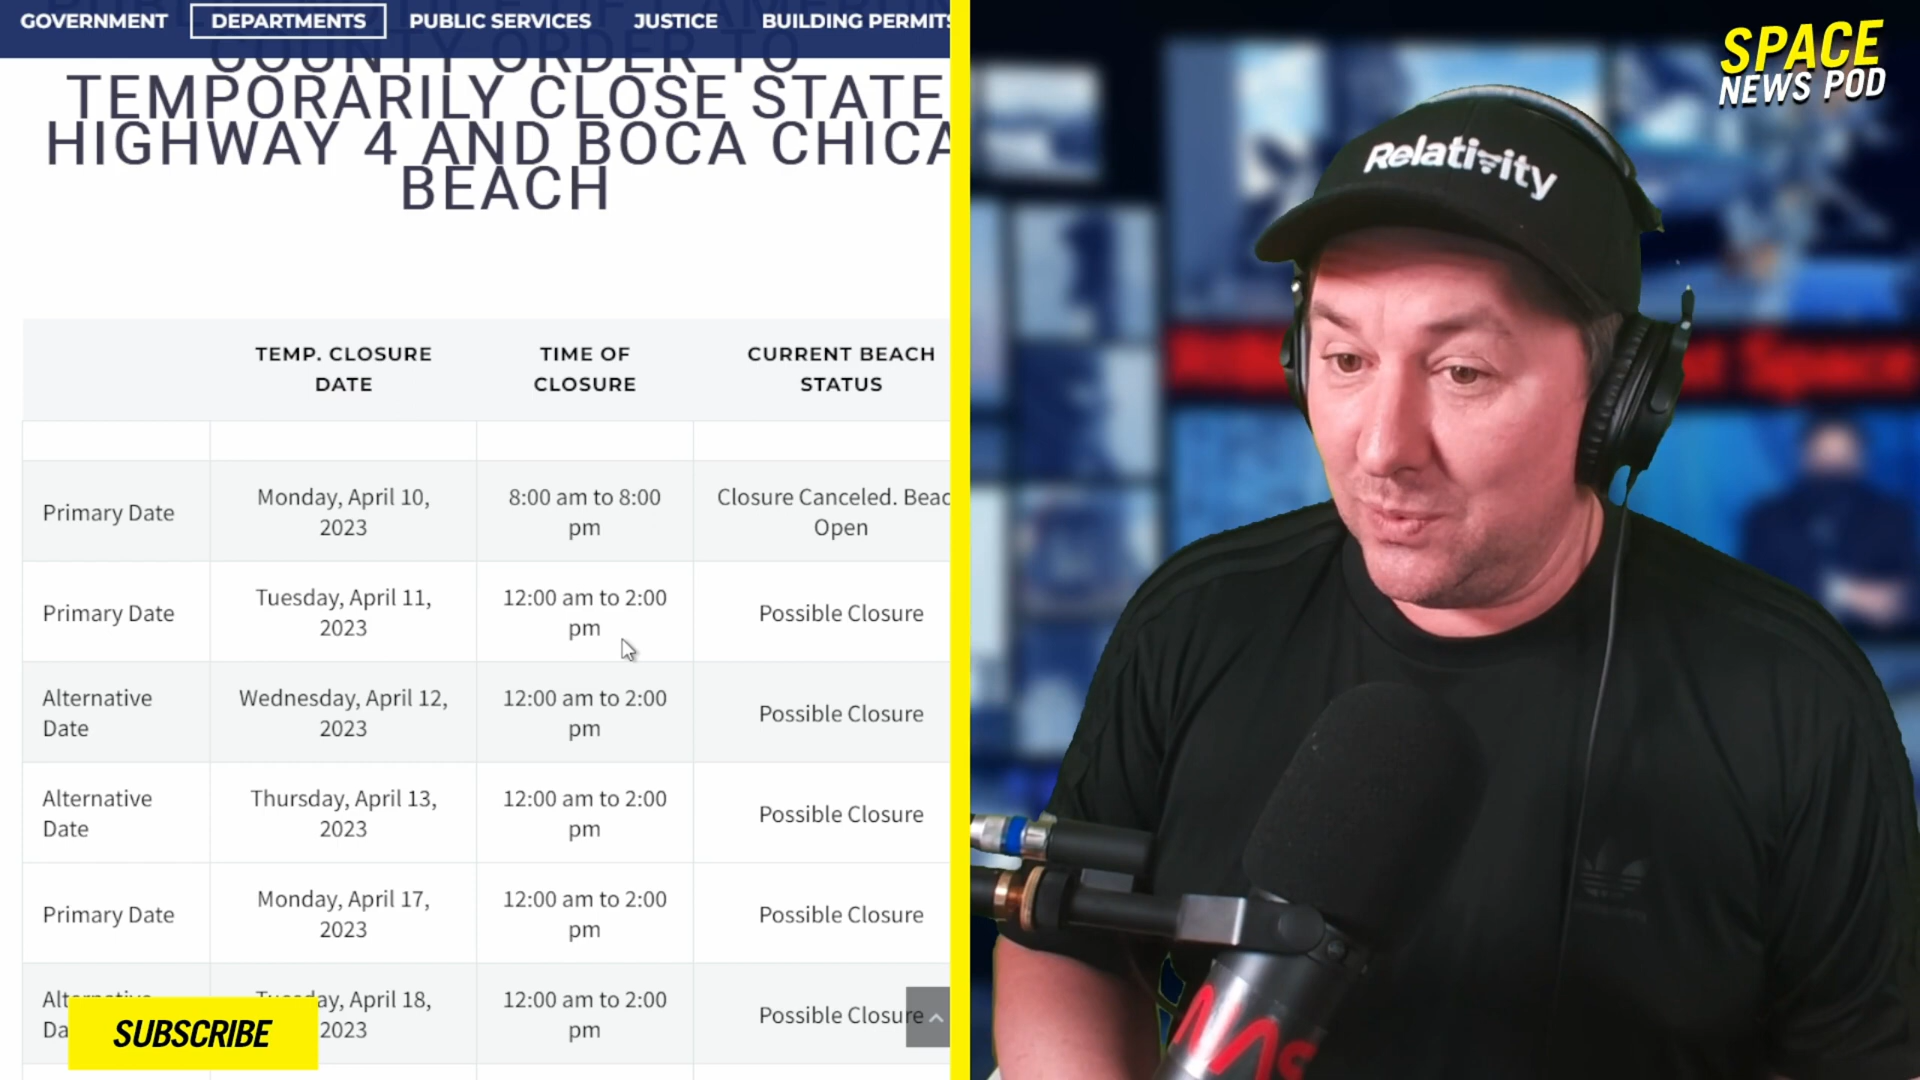 GOVERNMENT DEPARTMENTS PUBLIC SERVICES JUSTICE BUILDING PERMITS
COUNTY ORDER TO
TEMPORARILY CLOSE STATE
HIGHWAY 4 AND BOCA CHICA
BEACH
TEMP. CLOSURE DATE
TIME OF CLOSURE
CURRENT BEACH STATUS
Primary Date
Monday, April 10, 2023
8:00 am to 8:00 pm
Closure Canceled. Beac
Open
Primary Date
Tuesday, April 11, 2023
12:00 am to 2:00 pm
Possible Closure
Alternative Date
Wednesday, April 12, 2023
12:00 am to 2:00 pm
Possible Closure
Alternative Date
Thursday, April 13, 2023
12:00 am to 2:00 pm
Possible Closure
Primary Date
Monday, April 17, 2023
12:00 am to 2:00 pm
Possible Closure
April 18, 2023
12:00 am to 2:00 pm
Possible Closure
SUBSCRIBE
SPACE
NEWS POD
Relativity